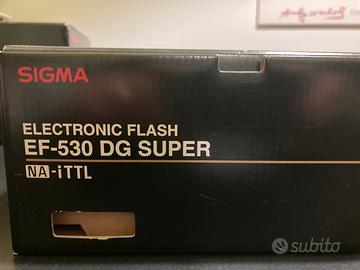 SIGMA
ELECTRONIC FLASH
EF-530 DG SUPER
NA-iTTL
subito